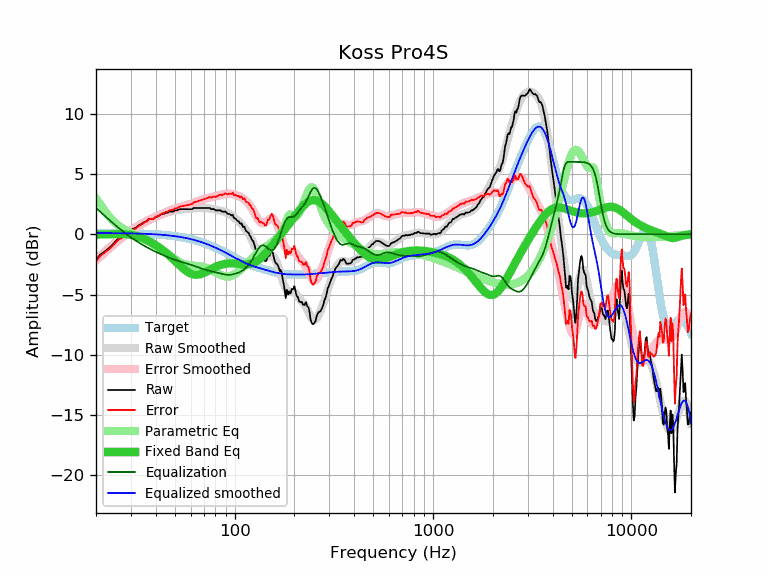 Koss Pro4S
Amplitude (dBr)
10
5
0
−5
−10
−15
−20
Target
Raw Smoothed
Error Smoothed
Raw
Error
Parametric Eq
Fixed Band Eq
Equalization
Equalized smoothed
100
1000
10000
Frequency (Hz)